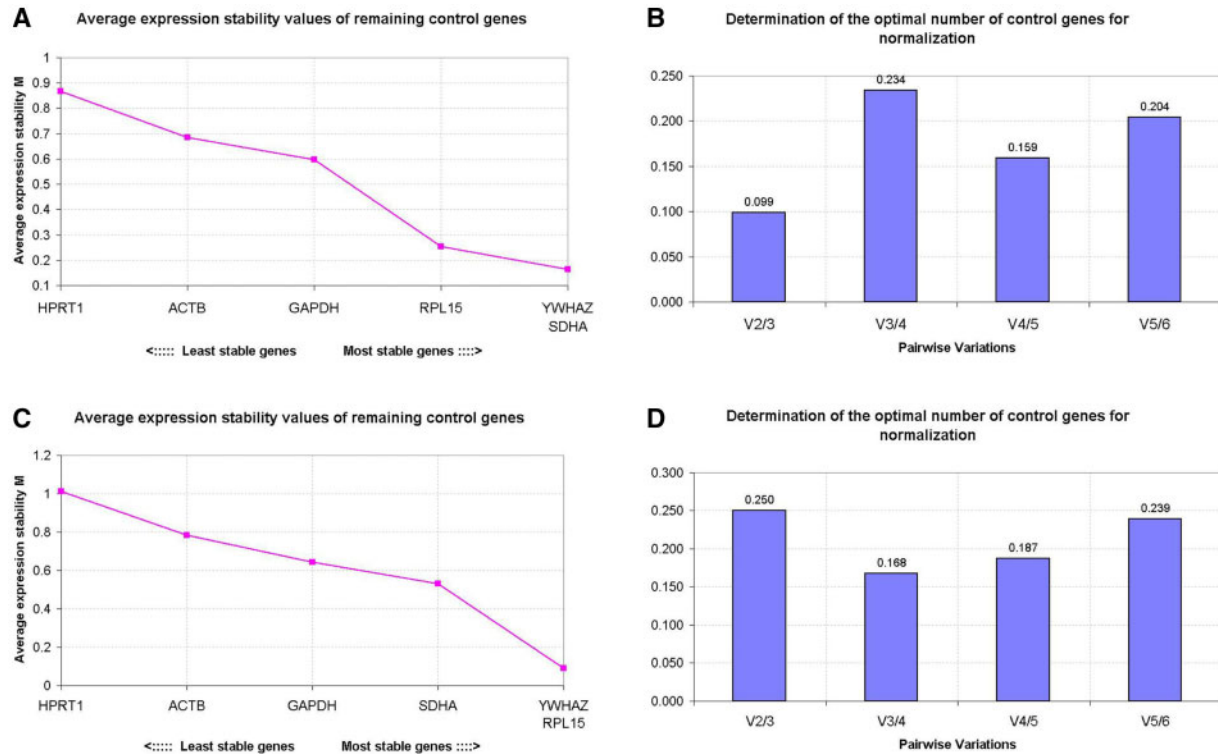 A
Average expression stability values of remaining control genes
Average expression stability M
1
0.9
0.8
0.7
0.6
0.5
0.4
0.3
0.2
0.1
HPRT1 ACTB GAPDH RPL15 YWHAZ
SDHA
<::::: Least stable genes Most stable genes ::::>
B
Determination of the optimal number of control genes for
normalization
0.250
0.200
0.150
0.100
0.050
0.000
0.099
0.234
0.159
0.204
V2/3 V3/4 V4/5 V5/6
Pairwise Variations
C
Average expression stability values of remaining control genes
Average expression stability M
1.2
1
0.8
0.6
0.4
0.2
0
HPRT1 ACTB GAPDH SDHA YWHAZ
RPL15
<::::: Least stable genes Most stable genes ::::>
D
Determination of the optimal number of control genes for
normalization
0.300
0.250
0.200
0.150
0.100
0.050
0.000
0.250
0.168
0.187
0.239
V2/3 V3/4 V4/5 V5/6
Pairwise Variations